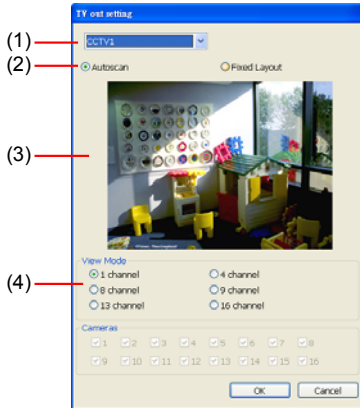 TV out setting
(1)
CCTV1
(2)
Autoscan
Fixed Layout
(3)
View Mode
(4)
1 channel
4 channel
8 channel
9 channel
13 channel
16 channel
Cameras
1 2 3 4 5 6 7 8
9 10 11 12 13 14 15 16
OK
Cancel